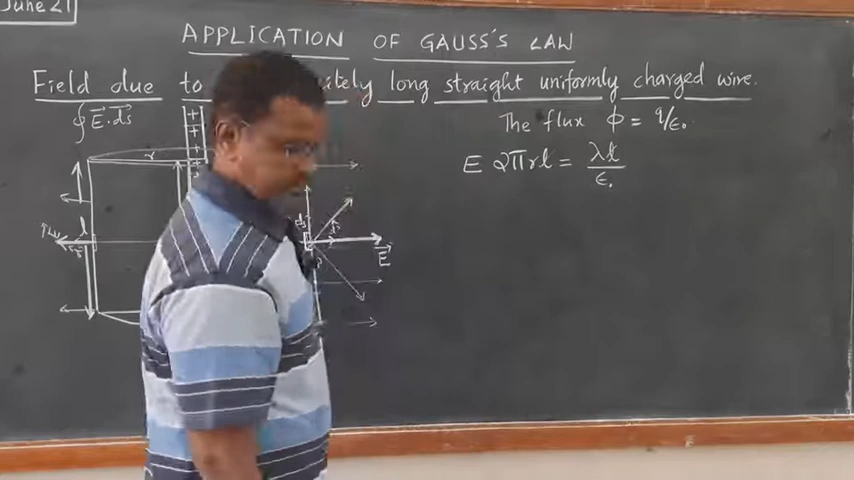 June 21
APPLICATION OF GAUSS'S LAW
Field due to long straight uniformly charged wire.
∮E⃗.ds⃗
The flux ϕ = q/ε₀
E 2πrl = λl/ε₀
r
l
ds
E⃗